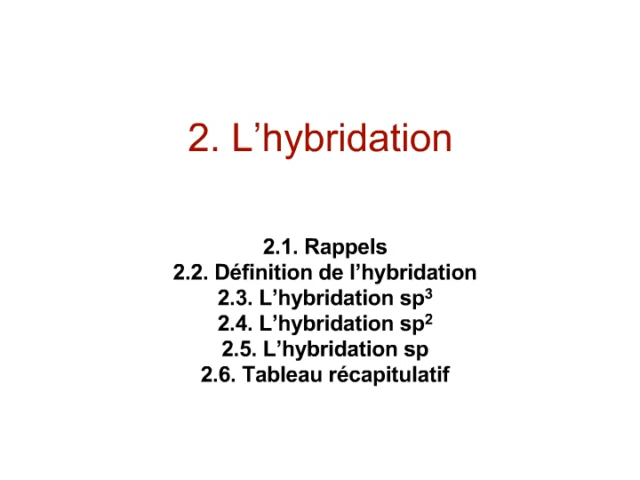 2. L’hybridation
2.1. Rappels
2.2. Définition de l’hybridation
2.3. L’hybridation sp³
2.4. L’hybridation sp²
2.5. L’hybridation sp
2.6. Tableau récapitulatif